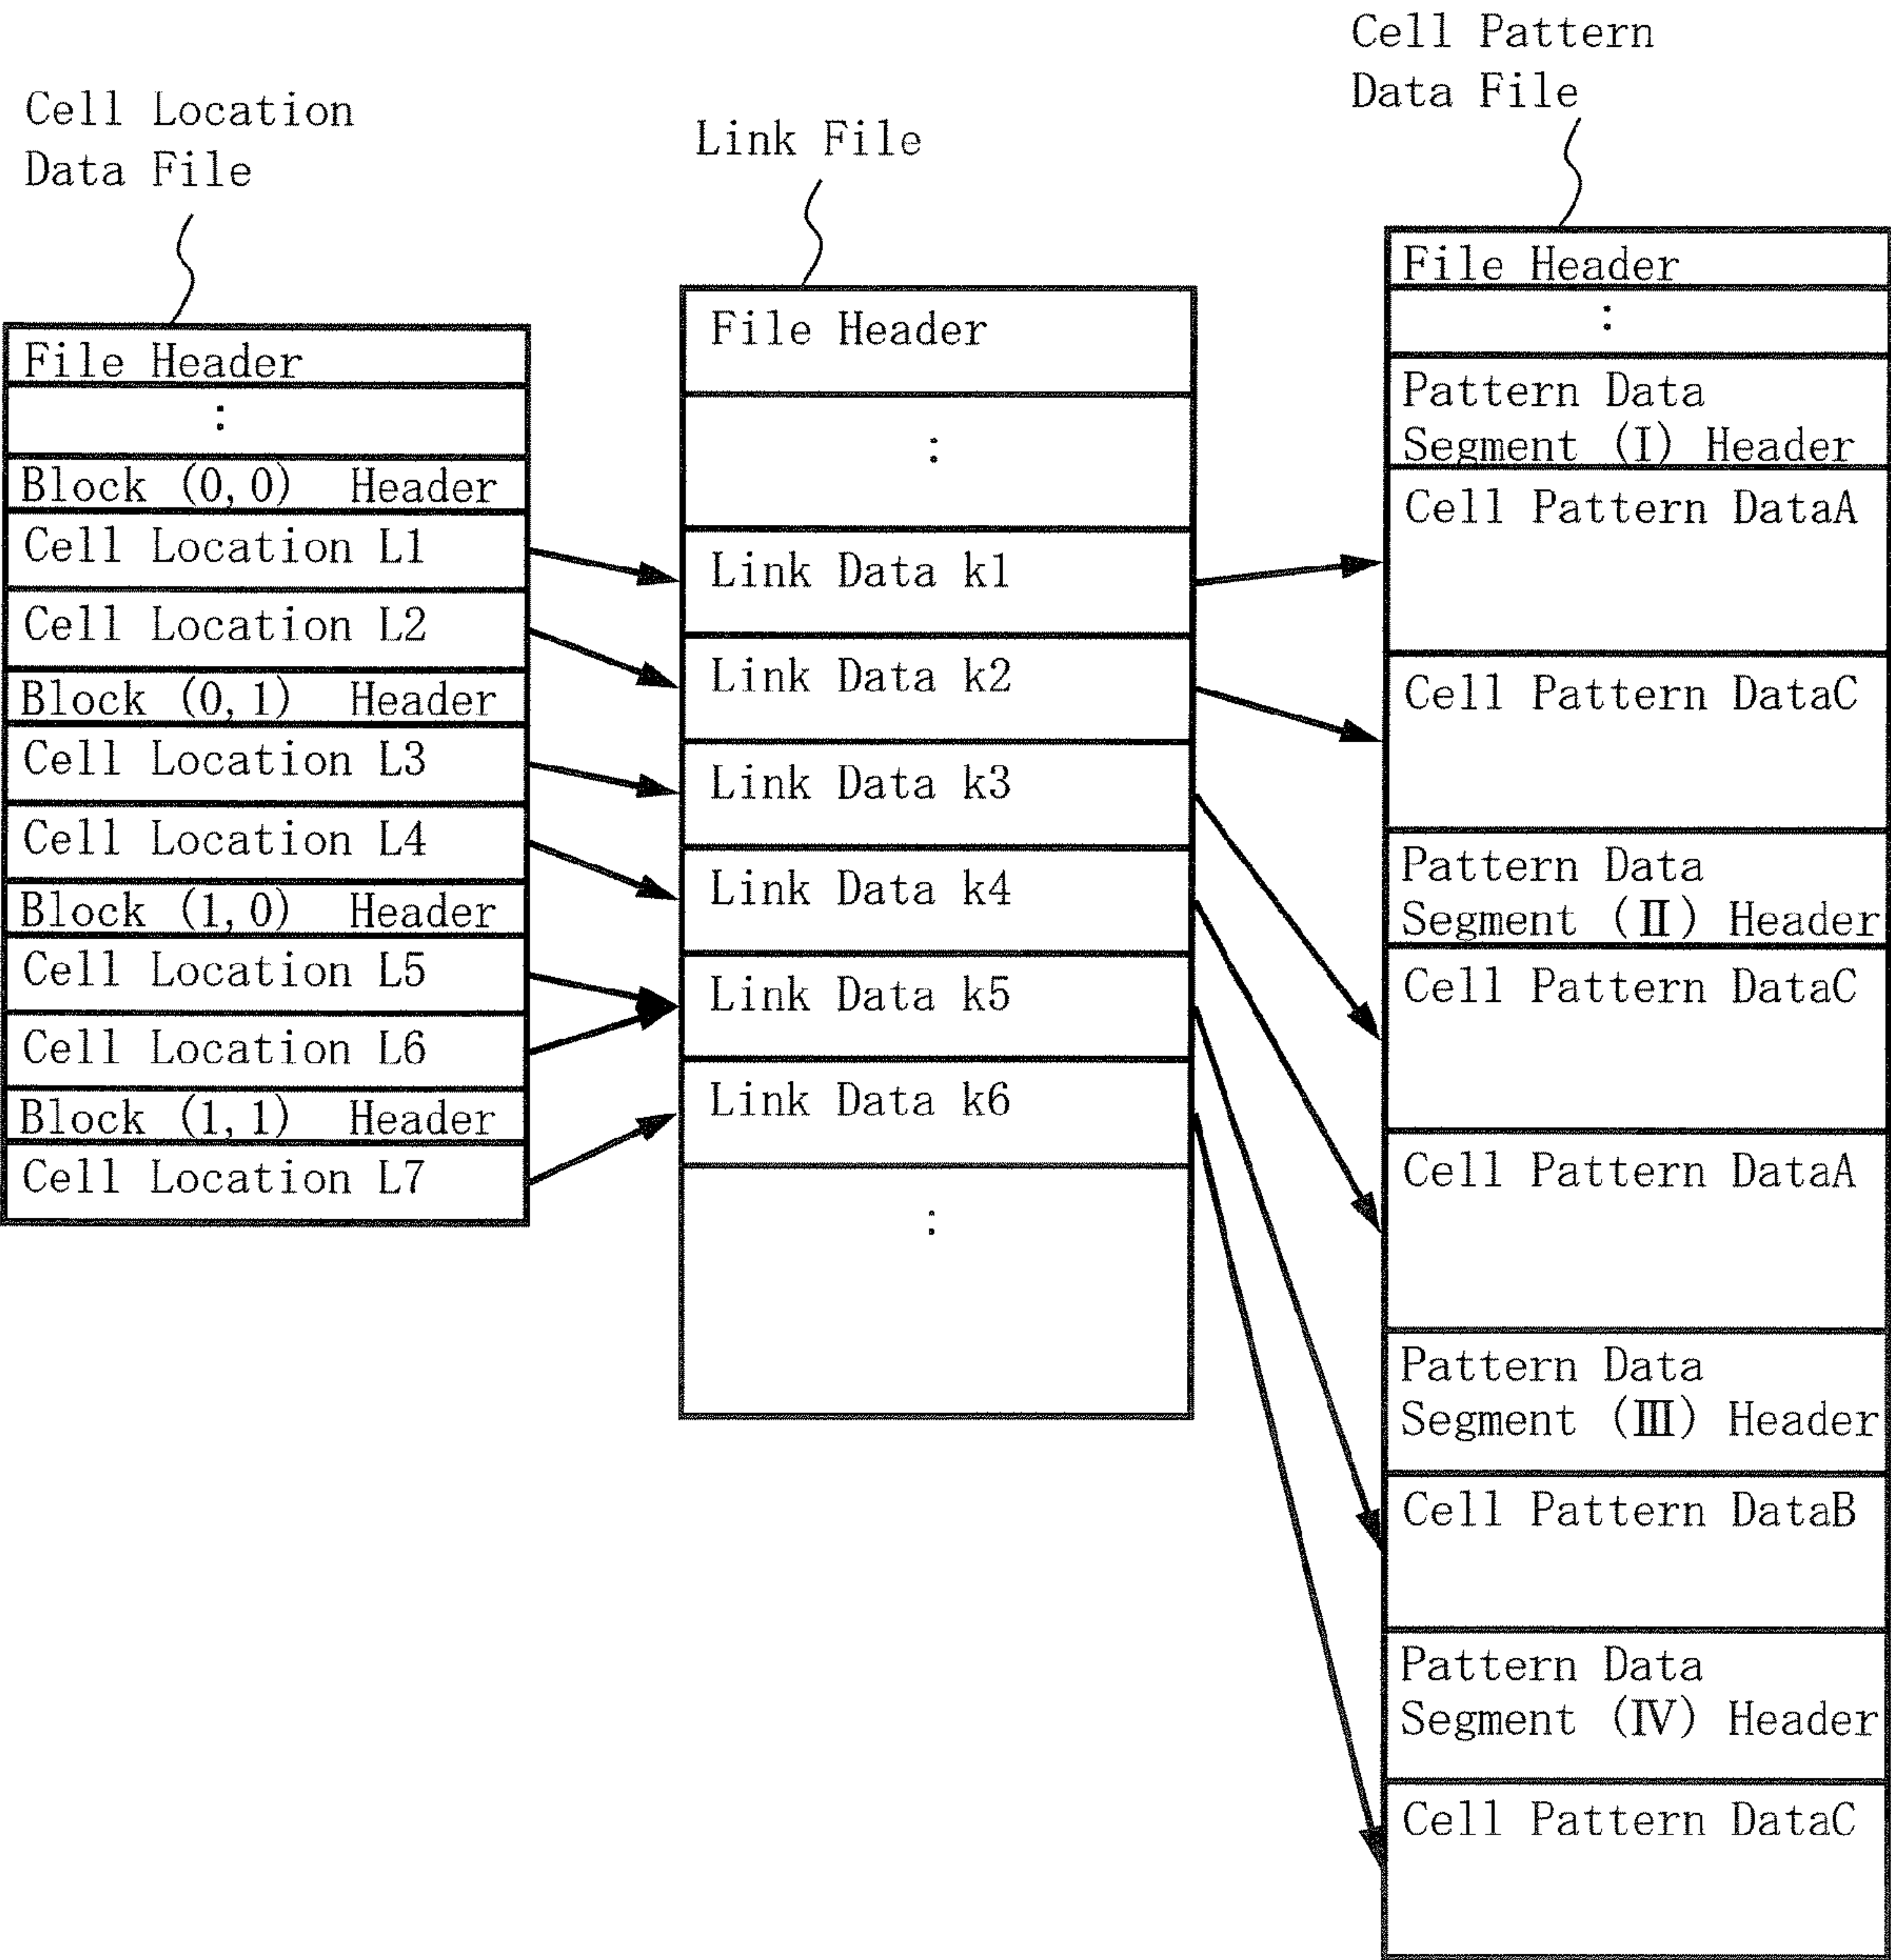 Cell Location
Data File
File Header
:
Block (0,0) Header
Cell Location L1
Cell Location L2
Block (0,1) Header
Cell Location L3
Cell Location L4
Block (1,0) Header
Cell Location L5
Cell Location L6
Block (1,1) Header
Cell Location L7
Link File
File Header
:
Link Data k1
Link Data k2
Link Data k3
Link Data k4
Link Data k5
Link Data k6
:
Cell Pattern
Data File
File Header
:
Pattern Data
Segment (I) Header
Cell Pattern DataA
Cell Pattern DataC
Pattern Data
Segment (Ⅱ) Header
Cell Pattern DataC
Cell Pattern DataA
Pattern Data
Segment (Ⅲ) Header
Cell Pattern DataB
Pattern Data
Segment (Ⅳ) Header
Cell Pattern DataC